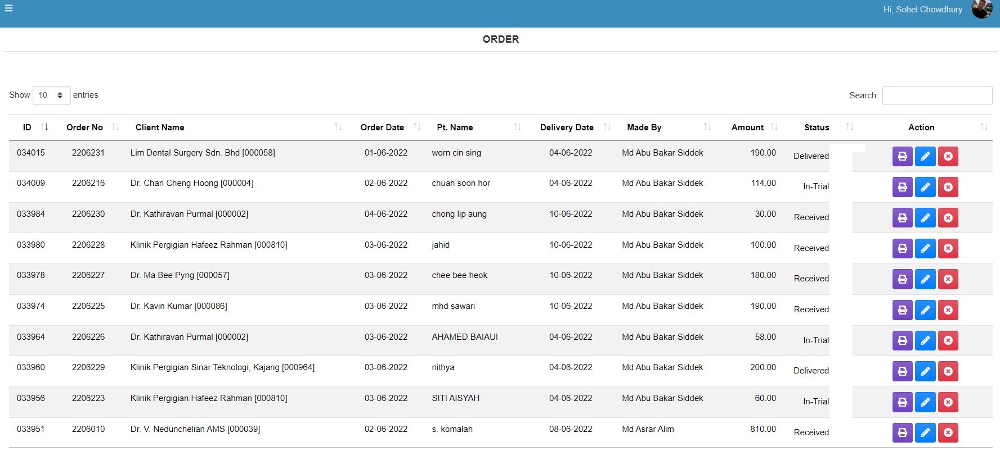 Hi, Sohel Chowdhury
ORDER
Show 10 entries Search:
ID Order No Client Name Order Date Pt. Name Delivery Date Made By Amount Status Action
034015 2206231 Lim Dental Surgery Sdn. Bhd [000058] 01-06-2022 worn cin sing 04-06-2022 Md Abu Bakar Siddek 190.00 Delivered
034009 2206216 Dr. Chan Cheng Hoong [000004] 02-06-2022 chuah soon hor 04-06-2022 Md Abu Bakar Siddek 114.00 In-Trial
033984 2206230 Dr. Kathiravan Purmal [000002] 04-06-2022 chong lip aung 10-06-2022 Md Abu Bakar Siddek 30.00 Received
033980 2206228 Klinik Pergigian Hafeez Rahman [000810] 03-06-2022 jahid 10-06-2022 Md Abu Bakar Siddek 100.00 Received
033978 2206227 Dr. Ma Bee Pyng [000057] 03-06-2022 chee bee heok 10-06-2022 Md Abu Bakar Siddek 180.00 Received
033974 2206225 Dr. Kavin Kumar [000086] 03-06-2022 mhd sawari 10-06-2022 Md Abu Bakar Siddek 190.00 Received
033964 2206226 Dr. Kathiravan Purmal [000002] 03-06-2022 AHAMED BAIAUI 04-06-2022 Md Abu Bakar Siddek 58.00 In-Trial
033960 2206229 Klinik Pergigian Sinar Teknologi, Kajang [000964] 03-06-2022 nithya 04-06-2022 Md Abu Bakar Siddek 200.00 Delivered
033956 2206223 Klinik Pergigian Hafeez Rahman [000810] 03-06-2022 SITI AISYAH 04-06-2022 Md Abu Bakar Siddek 60.00 In-Trial
033951 2206010 Dr. V. Nedunchelian AMS [000039] 02-06-2022 s. komalah 08-06-2022 Md Asrar Alim 810.00 Received